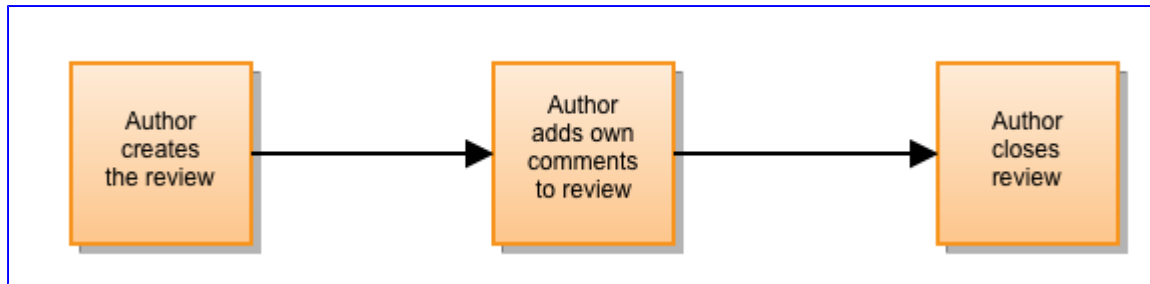 Author
creates
the review
Author
adds own
comments
to review
Author
closes
review